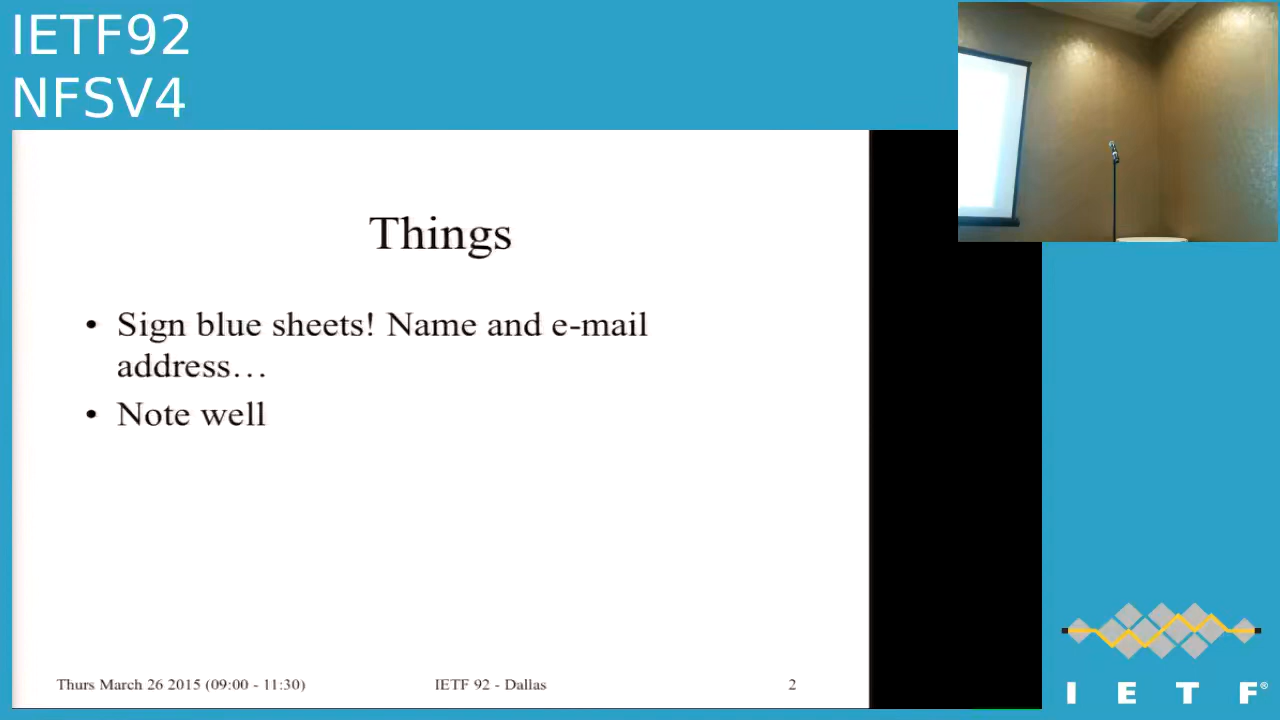 IETF92
NFSV4
Things
• Sign blue sheets! Name and e-mail
address…
• Note well
Thurs March 26 2015 (09:00 - 11:30)
IETF 92 - Dallas
2
I E T F®